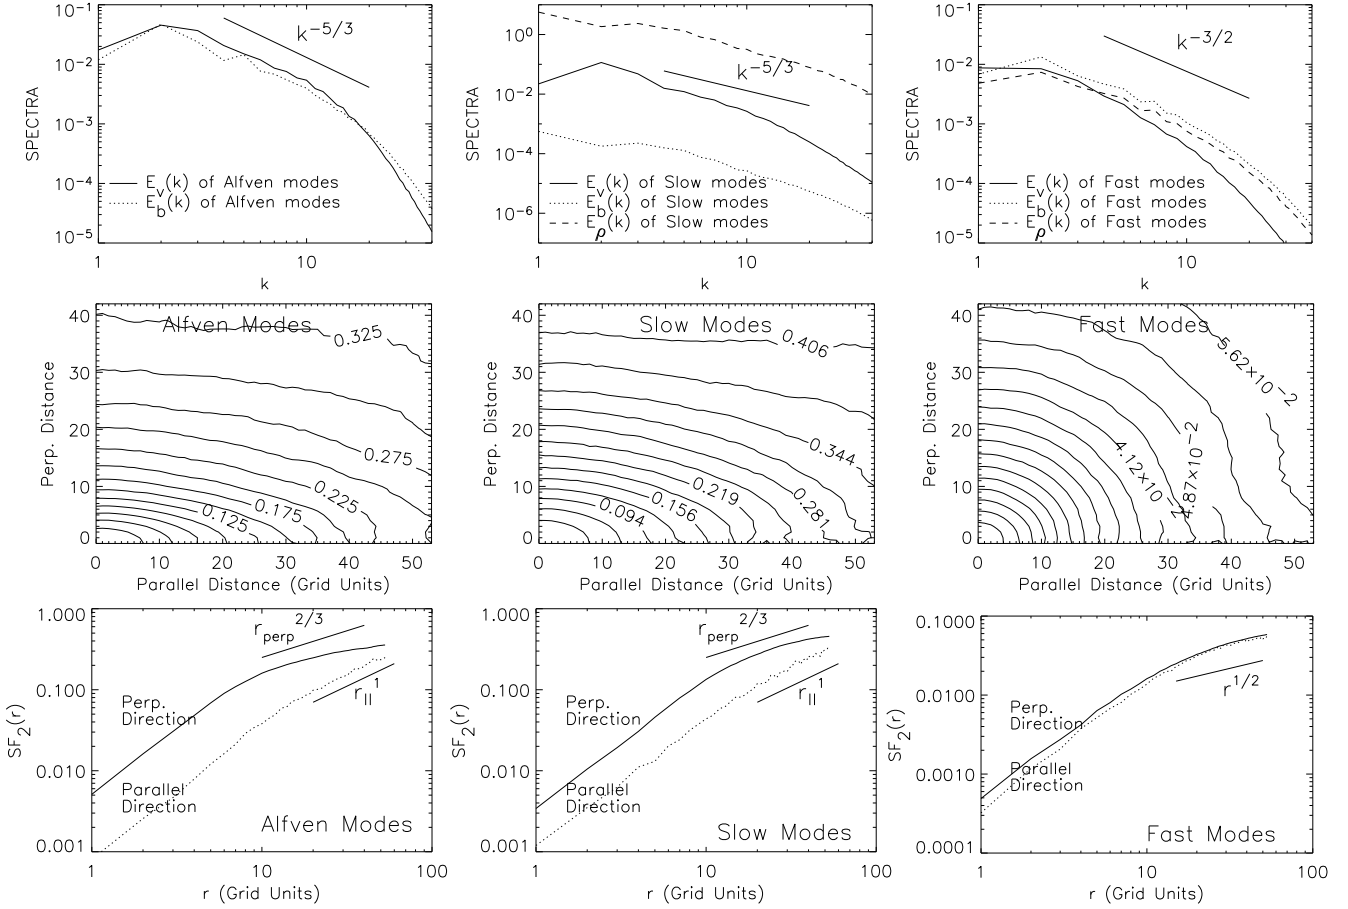 SPECTRA
10^-1
10^-2
10^-3
10^-4
10^-5
k^-5/3
E_v(k) of Alfven modes
E_b(k) of Alfven modes
1
10
k
SPECTRA
10^0
10^-2
10^-4
10^-6
k^-5/3
E_v(k) of Slow modes
E_b(k) of Slow modes
E_ρ(k) of Slow modes
1
10
k
SPECTRA
10^-1
10^-2
10^-3
10^-4
10^-5
k^-3/2
E_v(k) of Fast modes
E_b(k) of Fast modes
E_ρ(k) of Fast modes
1
10
k
Perp. Distance
40
30
20
10
0
Alfven Modes
0.325
0.275
0.225
0.175
0.125
0 10 20 30 40 50
Parallel Distance (Grid Units)
Perp. Distance
40
30
20
10
0
Slow Modes
0.406
0.344
0.281
0.219
0.156
0.094
0 10 20 30 40 50
Parallel Distance (Grid Units)
Perp. Distance
40
30
20
10
0
Fast Modes
5.62×10^-2
4.87×10^-2
4.12×10^-2
0 10 20 30 40 50
Parallel Distance (Grid Units)
SF_2(r)
1.000
0.100
0.010
0.001
r_perp^2/3
r_||^1
Perp.
Direction
Parallel
Direction
Alfven Modes
1 10 100
r (Grid Units)
SF_2(r)
1.000
0.100
0.010
0.001
r_perp^2/3
r_||^1
Perp.
Direction
Parallel
Direction
Slow Modes
1 10 100
r (Grid Units)
SF_2(r)
0.1000
0.0100
0.0010
0.0001
r^1/2
Perp.
Direction
Parallel
Direction
Fast Modes
1 10 100
r (Grid Units)